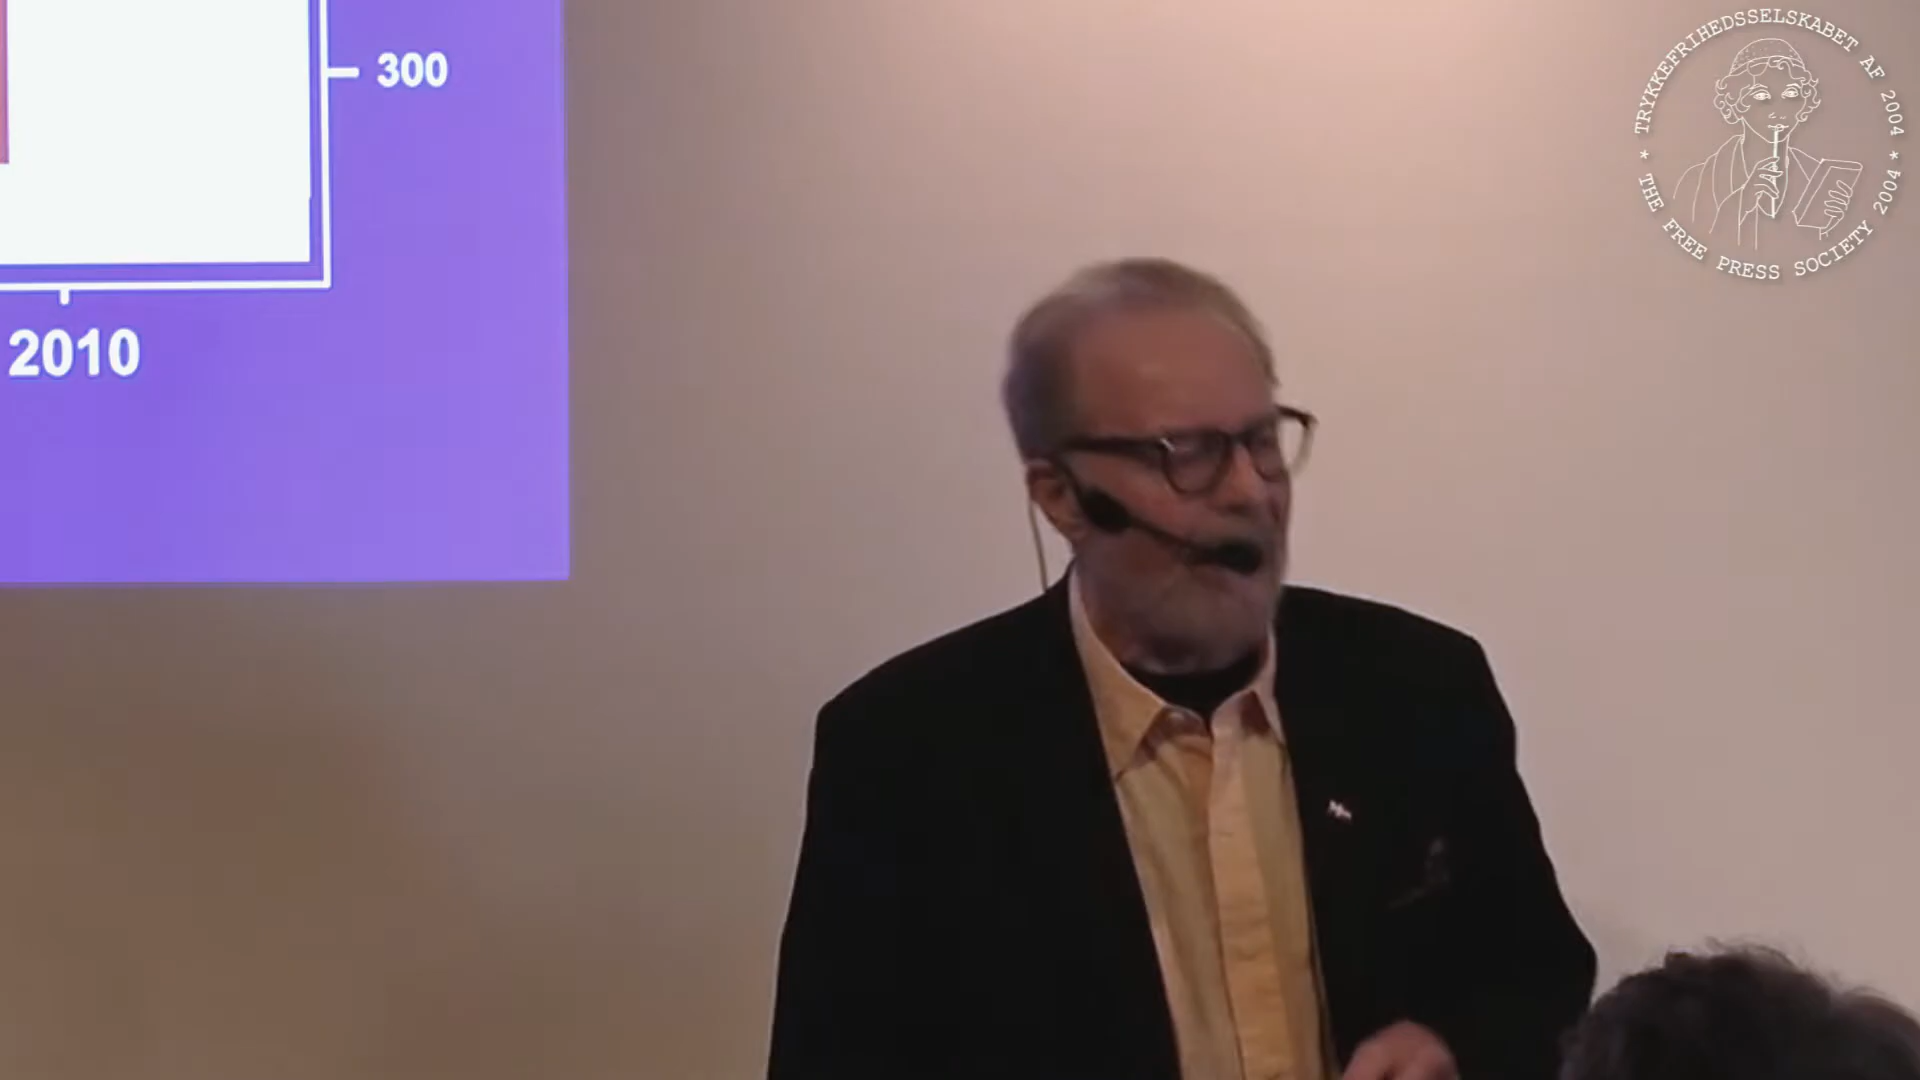 300
2010
TRYKKEFRIHEDSSELSKABET AF 2004
* THE FREE PRESS SOCIETY 2004 *